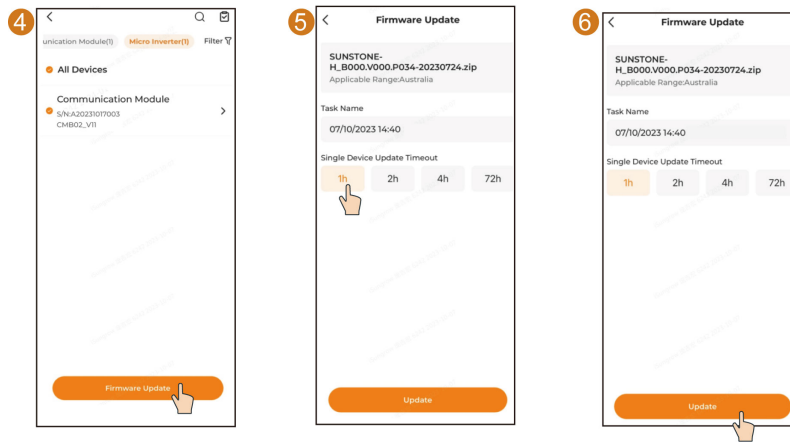 4
unication Module(1) Micro Inverter(1) Filter
All Devices
Communication Module
S/N:A20231017003
CMB02_V11
Firmware Update
5
Firmware Update
SUNSTONE-
H_B000.V000.P034-20230724.zip
Applicable Range:Australia
Task Name
07/10/2023 14:40
Single Device Update Timeout
1h 2h 4h 72h
Update
6
Firmware Update
SUNSTONE-
H_B000.V000.P034-20230724.zip
Applicable Range:Australia
Task Name
07/10/2023 14:40
Single Device Update Timeout
1h 2h 4h 72h
Update